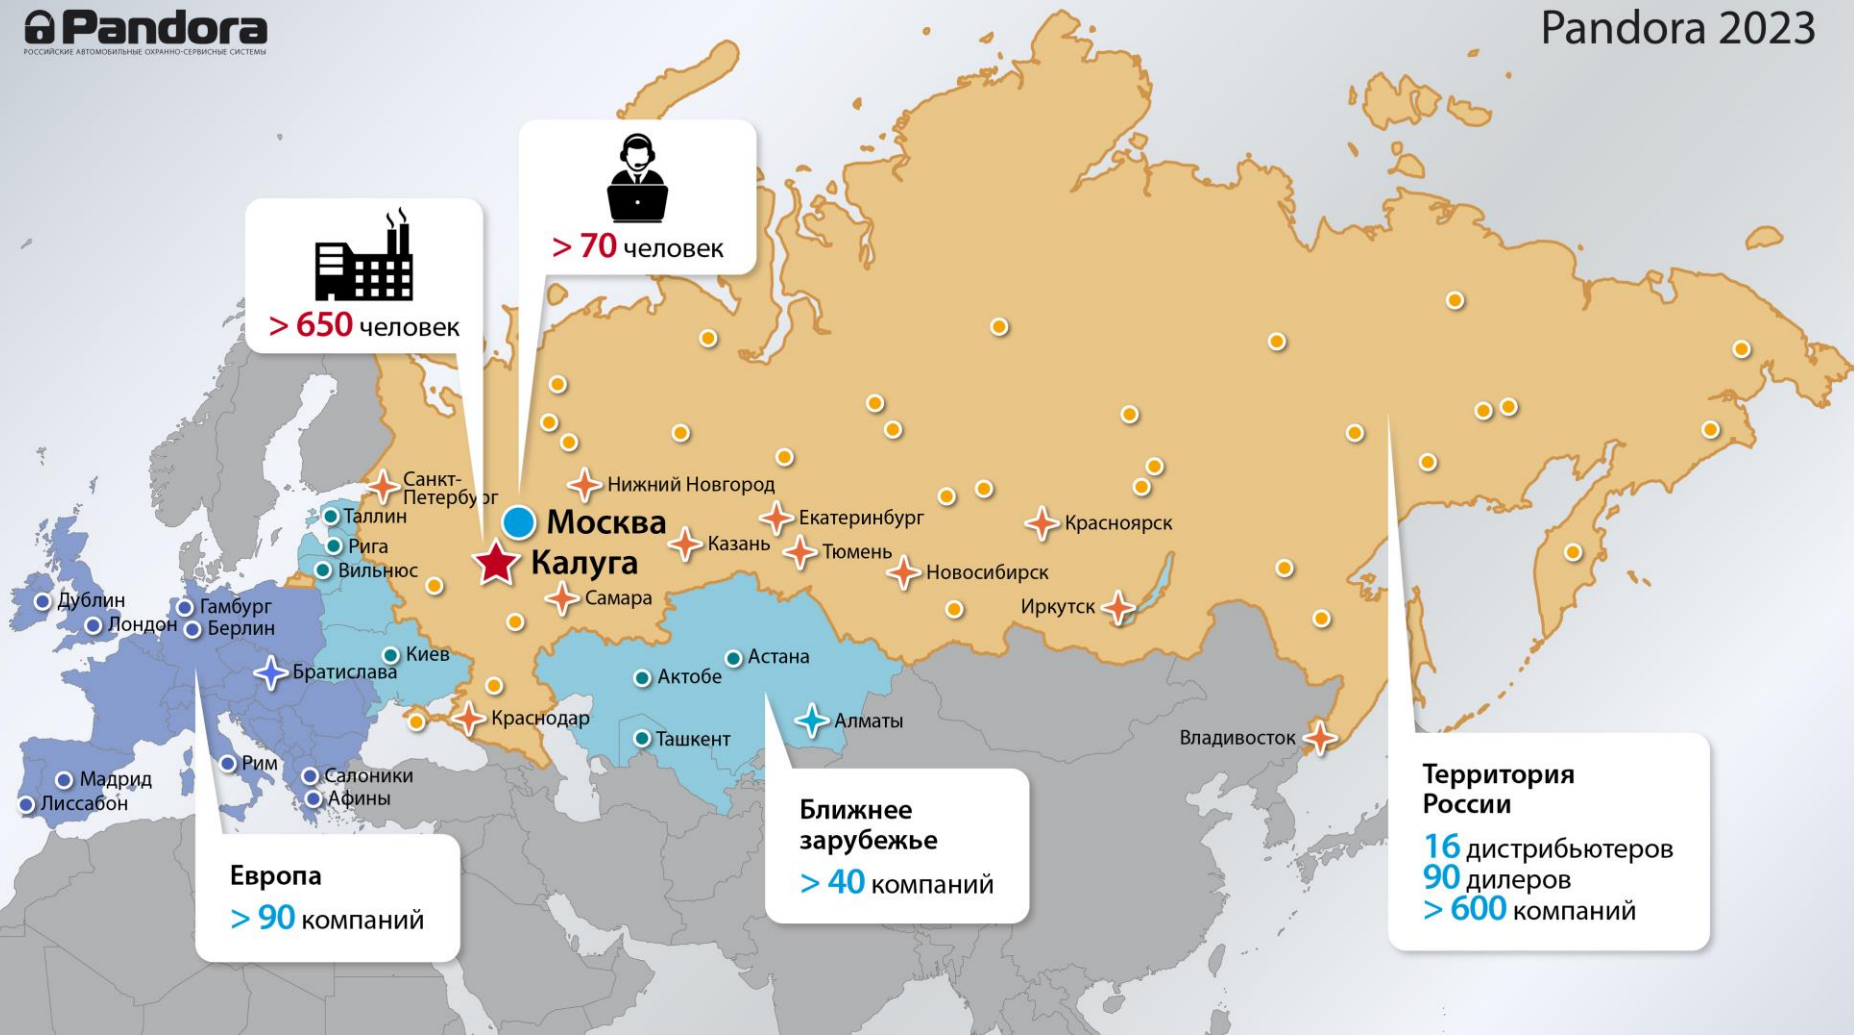 Pandora
РОССИЙСКИЕ АВТОМОБИЛЬНЫЕ ОХРАННО-СЕРВИСНЫЕ СИСТЕМЫ
Pandora 2023
> 70 человек
> 650 человек
Санкт-
Петербург
Нижний Новгород
Таллин
Москва
Екатеринбург
Красноярск
Рига
Казань
Тюмень
Калуга
Вильнюс
Новосибирск
Дублин
Гамбург
Самара
Иркутск
Лондон
Берлин
Киев
Астана
Братислава
Актобе
Краснодар
Алматы
Ташкент
Владивосток
Рим
Салоники
Мадрид
Афины
Лиссабон
Европа
> 90 компаний
Ближнее
зарубежье
> 40 компаний
Территория
России
16 дистрибьютеров
90 дилеров
> 600 компаний